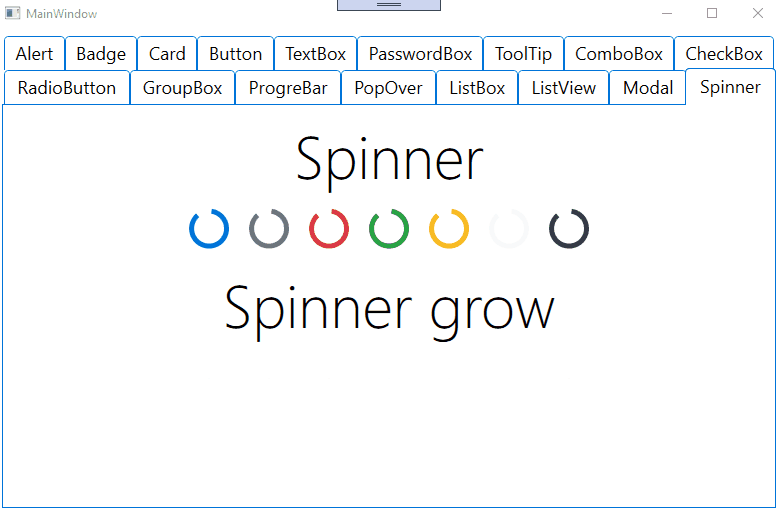 MainWindow
Alert Badge Card Button TextBox PasswordBox ToolTip ComboBox CheckBox
RadioButton GroupBox ProgreBar PopOver ListBox ListView Modal Spinner
Spinner
Spinner grow